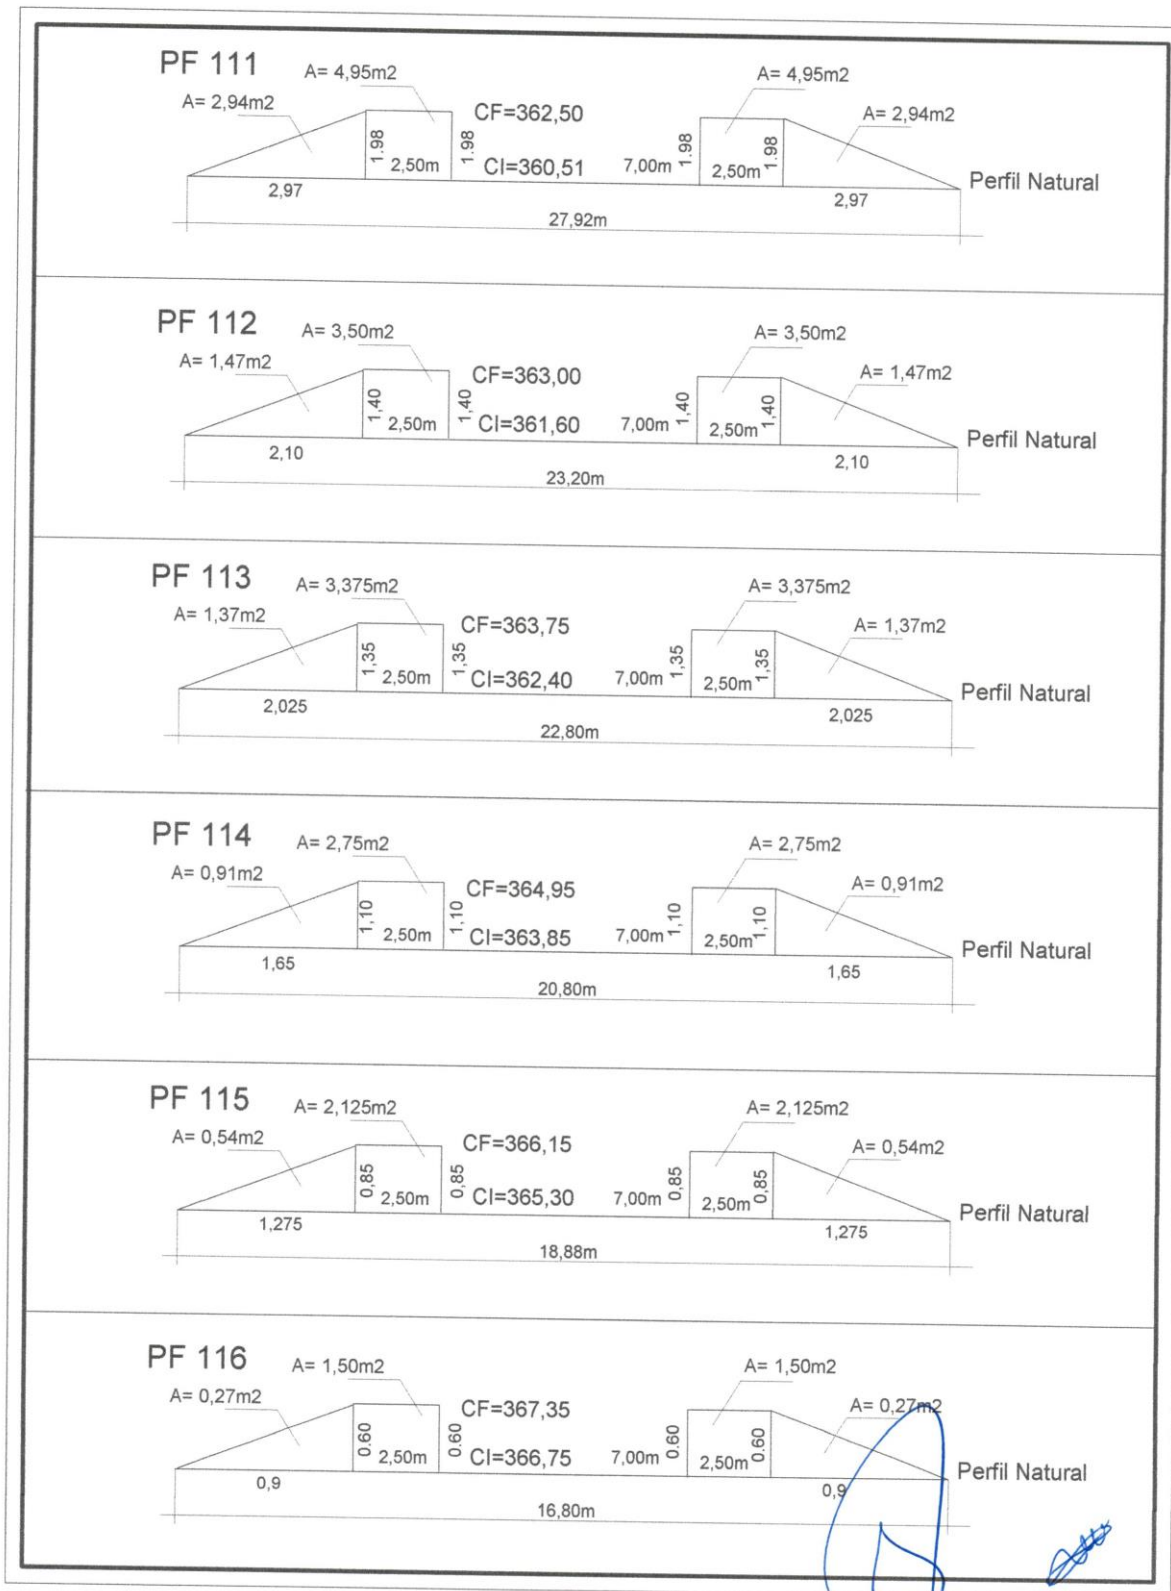 PF 111
A= 4,95m2
A= 4,95m2
A= 2,94m2
A= 2,94m2
CF=362,50
1.98
2,50m
1.98
CI=360,51
7,00m
1.98
2,50m
1.98
2,97
2,97
Perfil Natural
27,92m
PF 112
A= 3,50m2
A= 3,50m2
A= 1,47m2
A= 1,47m2
CF=363,00
1,40
2,50m
1,40
CI=361,60
7,00m
1,40
2,50m
1,40
2,10
2,10
Perfil Natural
23,20m
PF 113
A= 3,375m2
A= 3,375m2
A= 1,37m2
A= 1,37m2
CF=363,75
1,35
2,50m
1,35
CI=362,40
7,00m
1,35
2,50m
1,35
2,025
2,025
Perfil Natural
22,80m
PF 114
A= 2,75m2
A= 2,75m2
A= 0,91m2
A= 0,91m2
CF=364,95
1,10
2,50m
1,10
CI=363,85
7,00m
1,10
2,50m
1,10
1,65
1,65
Perfil Natural
20,80m
PF 115
A= 2,125m2
A= 2,125m2
A= 0,54m2
A= 0,54m2
CF=366,15
0,85
2,50m
0,85
CI=365,30
7,00m
0,85
2,50m
0,85
1,275
1,275
Perfil Natural
18,88m
PF 116
A= 1,50m2
A= 1,50m2
A= 0,27m2
A= 0,27m2
CF=367,35
0.60
2,50m
0.60
CI=366,75
7,00m
0.60
2,50m
0.60
0,9
0,9
Perfil Natural
16,80m